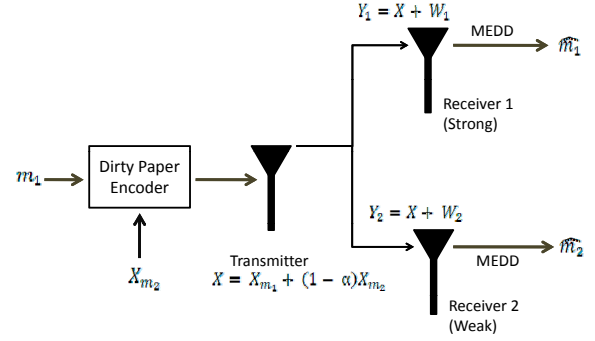 Y₁ = X + W₁
MEDD
m̂₁
Receiver 1
(Strong)
Dirty Paper
Encoder
m₁
X_{m₂}
Transmitter
X = X_{m₁} + (1 − α)X_{m₂}
Y₂ = X + W₂
MEDD
m̂₂
Receiver 2
(Weak)